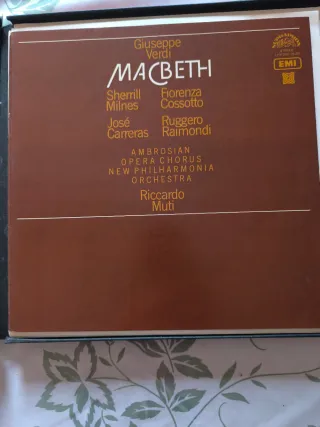 Giuseppe
Verdi
MACBETH
Sherrill Fiorenza
Milnes Cossotto
José Ruggero
Carreras Raimondi
AMBROSIAN
OPERA CHORUS
NEW PHILHARMONIA
ORCHESTRA
Riccardo
Muti
EMI